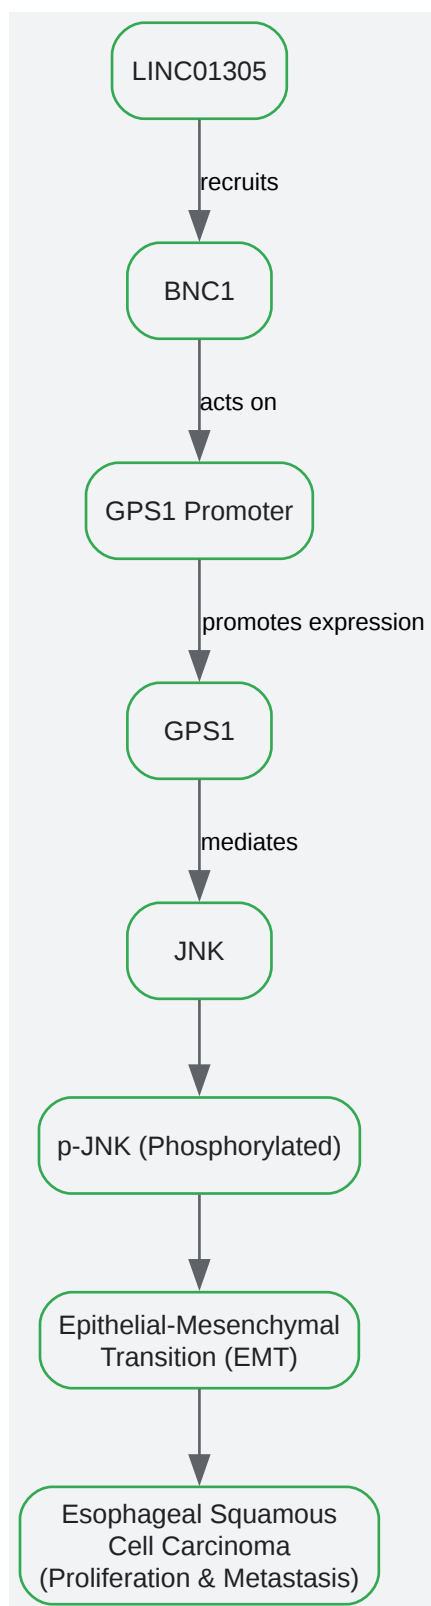 LINC01305
recruits
BNC1
acts on
GPS1 Promoter
promotes expression
GPS1
mediates
JNK
p-JNK (Phosphorylated)
Epithelial-Mesenchymal
Transition (EMT)
Esophageal Squamous
Cell Carcinoma
(Proliferation & Metastasis)